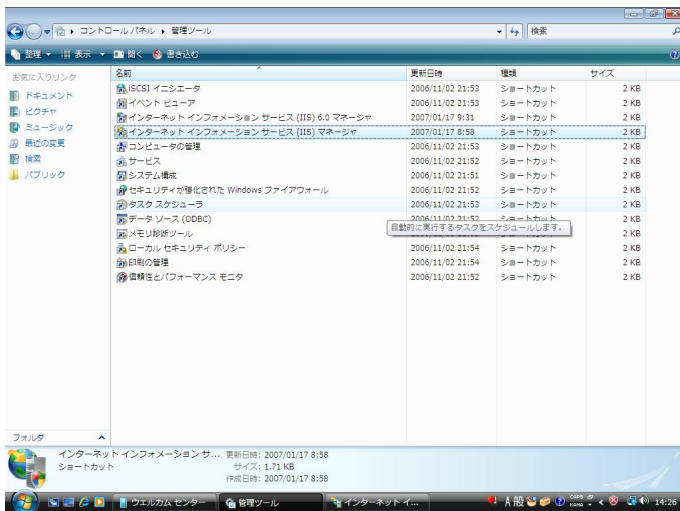 コントロール パネル ▸ 管理ツール
検索
整理 表示 開く 書き込む
お気に入りリンク
ドキュメント
ピクチャ
ミュージック
最近の変更
検索
パブリック
フォルダ
名前 更新日時 種類 サイズ
iSCSI イニシエータ 2006/11/02 21:53 ショートカット 2 KB
イベント ビューア 2006/11/02 21:53 ショートカット 2 KB
インターネット インフォメーション サービス (IIS) 6.0 マネージャ 2007/01/17 9:31 ショートカット 2 KB
インターネット インフォメーション サービス (IIS) マネージャ 2007/01/17 8:58 ショートカット 2 KB
コンピュータの管理 2006/11/02 21:53 ショートカット 2 KB
サービス 2006/11/02 21:52 ショートカット 2 KB
システム構成 2006/11/02 21:51 ショートカット 2 KB
セキュリティが強化された Windows ファイアウォール 2006/11/02 21:52 ショートカット 2 KB
タスク スケジューラ 2006/11/02 21:53 ショートカット 2 KB
データ ソース (ODBC) 2006/11/02 21:52 ショートカット 2 KB
自動的に実行するタスクをスケジュールします。
メモリ診断ツール 2 KB
ローカル セキュリティ ポリシー 2006/11/02 21:54 ショートカット 2 KB
印刷の管理 2006/11/02 21:54 ショートカット 2 KB
信頼性とパフォーマンス モニタ 2006/11/02 21:52 ショートカット 2 KB
インターネット インフォメーション サ... 更新日時: 2007/01/17 8:58
ショートカット サイズ: 1.71 KB
作成日時: 2007/01/17 8:58
ウェルカム センター 管理ツール インターネット イ... A 般 CAPS KANA 14:26